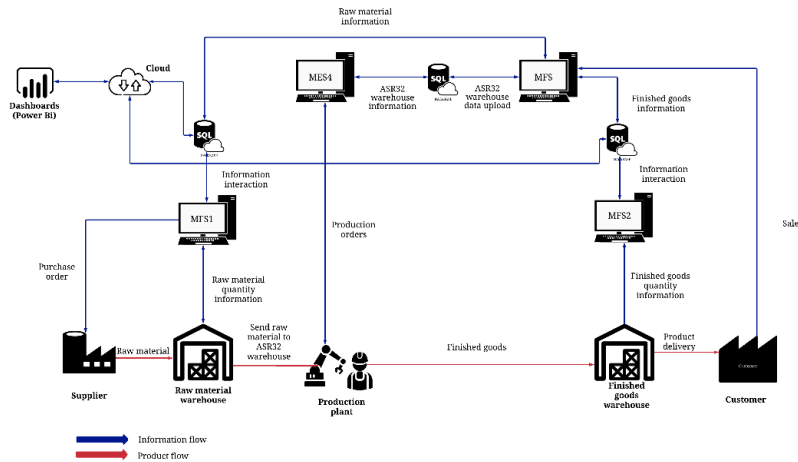 Raw material
information
Cloud
MES4
SQL
MFS
Dashboards
(Power Bi)
ASR32
warehouse
information
ASR32
warehouse
data upload
Finished goods
information
SQL
SQL
Information
interaction
Information
interaction
MFS1
MFS2
Production
orders
Sale
Purchase
order
Raw material
quantity
information
Finished goods
quantity
information
Send raw
material to
ASR32
warehouse
Raw material
Finished goods
Product
delivery
Supplier
Raw material
warehouse
Production
plant
Finished
goods
warehouse
Customer
Information flow
Product flow